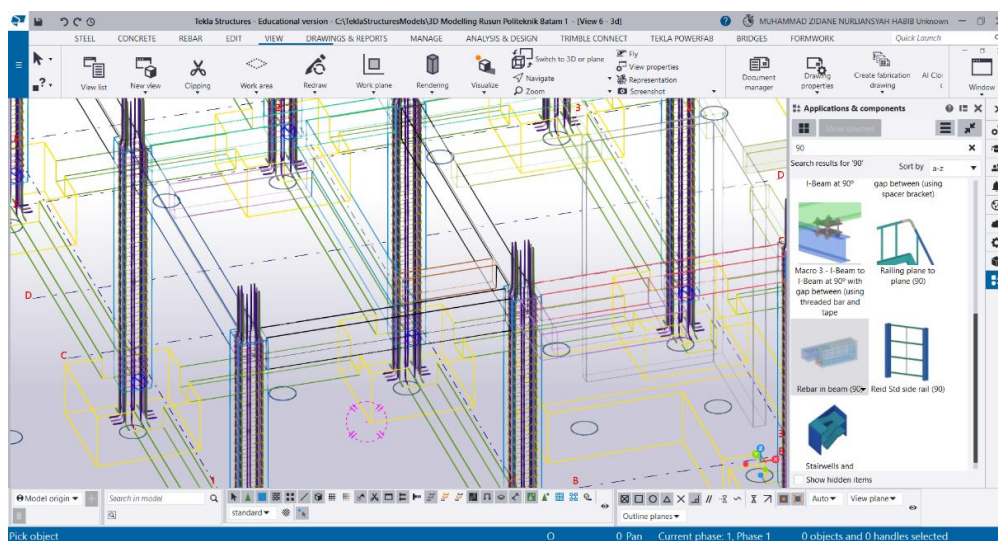 Tekla Structures - Educational version - C:\TeklaStructuresModels\3D Modelling Rusun Politeknik Batam 1 - [View 6 - 3d]
MUHAMMAD ZIDANE NURLIANSYAH HABIB Unknown
STEEL CONCRETE REBAR EDIT VIEW DRAWINGS & REPORTS MANAGE ANALYSIS & DESIGN TRIMBLE CONNECT TEKLA POWERFAB BRIDGES FORMWORK Quick Launch
View list
New view
Clipping
Work area
Redraw
Work plane
Rendering
Visualize
Switch to 3D or plane
Navigate
Zoom
Fly
View properties
Representation
Screenshot
Document manager
Drawing properties
Create fabrication drawing
AI Clo
Window
Applications & components
Show selected
90
Search results for '90'
Sort by a-z
I-Beam at 90º
gap between (using
spacer bracket)
Macro 3 - I-Beam to
I-Beam at 90º with
gap between (using
threaded bar and
tape
Railing plane to
plane (90)
Rebar in beam (90)
Reid Std side rail (90)
Stairwells and
Show hidden items
3
D
D
C
C
1
B
Model origin
Search in model
standard
Auto
View plane
Outline planes
Pick object
O
0 Pan
Current phase: 1, Phase 1
0 objects and 0 handles selected